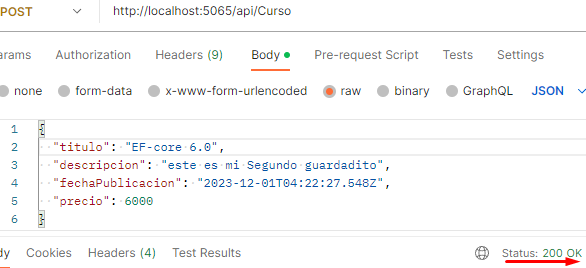 POST http://localhost:5065/api/Curso
arams Authorization Headers (9) Body Pre-request Script Tests Settings
none form-data x-www-form-urlencoded raw binary GraphQL JSON
1 {
2 "titulo": "EF-core 6.0",
3 "descripcion": "este es mi Segundo guardadito",
4 "fechaPublicacion": "2023-12-01T04:22:27.548Z",
5 "precio": 6000
6 }
dy Cookies Headers (4) Test Results Status: 200 OK